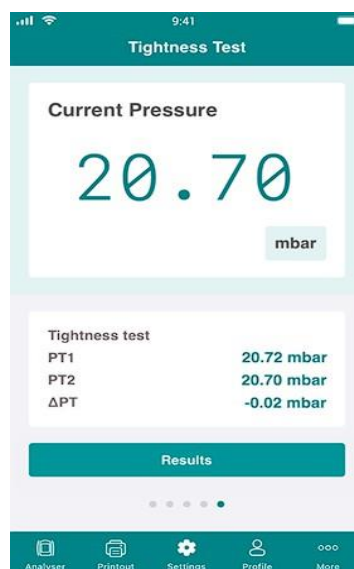 9:41
Tightness Test
Current Pressure
20.70
mbar
Tightness test
PT1 20.72 mbar
PT2 20.70 mbar
ΔPT -0.02 mbar
Results
Analyser Printout Settings Profile More